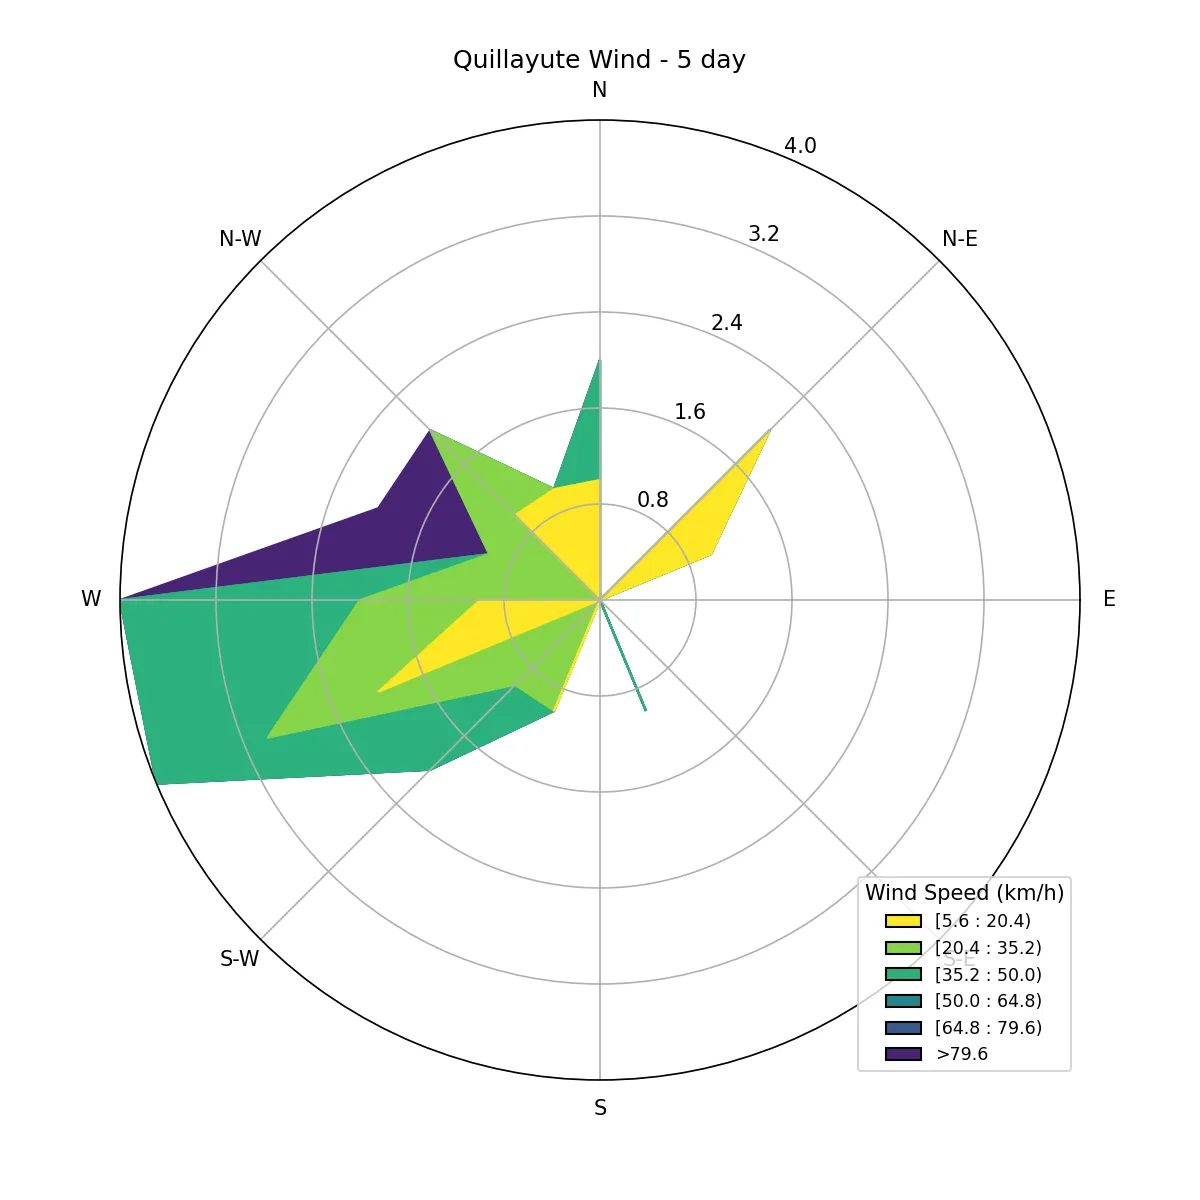 Quillayute Wind - 5 day
N
4.0
N-W
3.2
N-E
2.4
1.6
0.8
W
E
Wind Speed (km/h)
[5.6 : 20.4)
[20.4 : 35.2)
S-W
S-E
[35.2 : 50.0)
[50.0 : 64.8)
[64.8 : 79.6)
>79.6
S